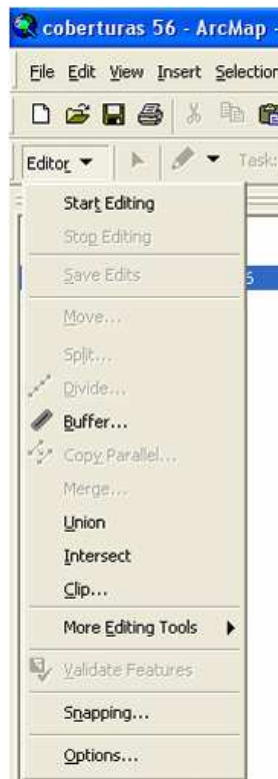 coberturas 56 - ArcMap -
File Edit View Insert Selection
Editor Task:
Start Editing
Stop Editing
Save Edits
6
Move...
Split...
Divide...
Buffer...
Copy Parallel...
Merge...
Union
Intersect
Clip...
More Editing Tools
Validate Features
Snapping...
Options...